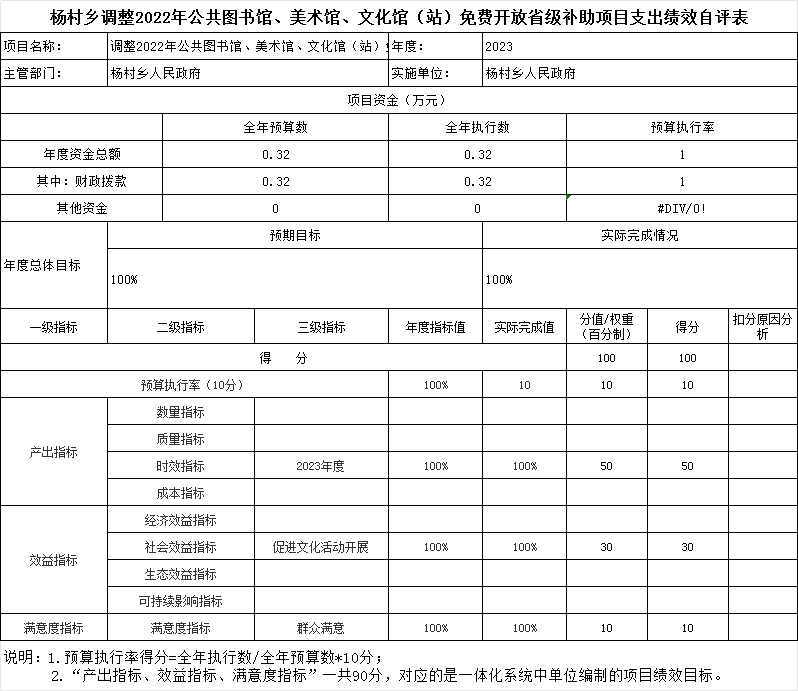 杨村乡调整2022年公共图书馆、美术馆、文化馆（站）免费开放省级补助项目支出绩效自评表
项目名称： 调整2022年公共图书馆、美术馆、文化馆（站） 年度： 2023
主管部门： 杨村乡人民政府 实施单位： 杨村乡人民政府
项目资金（万元）
全年预算数 全年执行数 预算执行率
年度资金总额 0.32 0.32 1
其中：财政拨款 0.32 0.32 1
其他资金 0 0 #DIV/0!
年度总体目标 预期目标 实际完成情况
100% 100%
一级指标 二级指标 三级指标 年度指标值 实际完成值 分值/权重（百分制） 得分 扣分原因分析
得 分 100 100
预算执行率（10分） 100% 10 10 10
产出指标 数量指标
质量指标
时效指标 2023年度 100% 100% 50 50
成本指标
效益指标 经济效益指标
社会效益指标 促进文化活动开展 100% 100% 30 30
生态效益指标
可持续影响指标
满意度指标 满意度指标 群众满意 100% 100% 10 10
说明：1.预算执行率得分=全年执行数/全年预算数*10分；
2.“产出指标、效益指标、满意度指标”一共90分，对应的是一体化系统中单位编制的项目绩效目标。